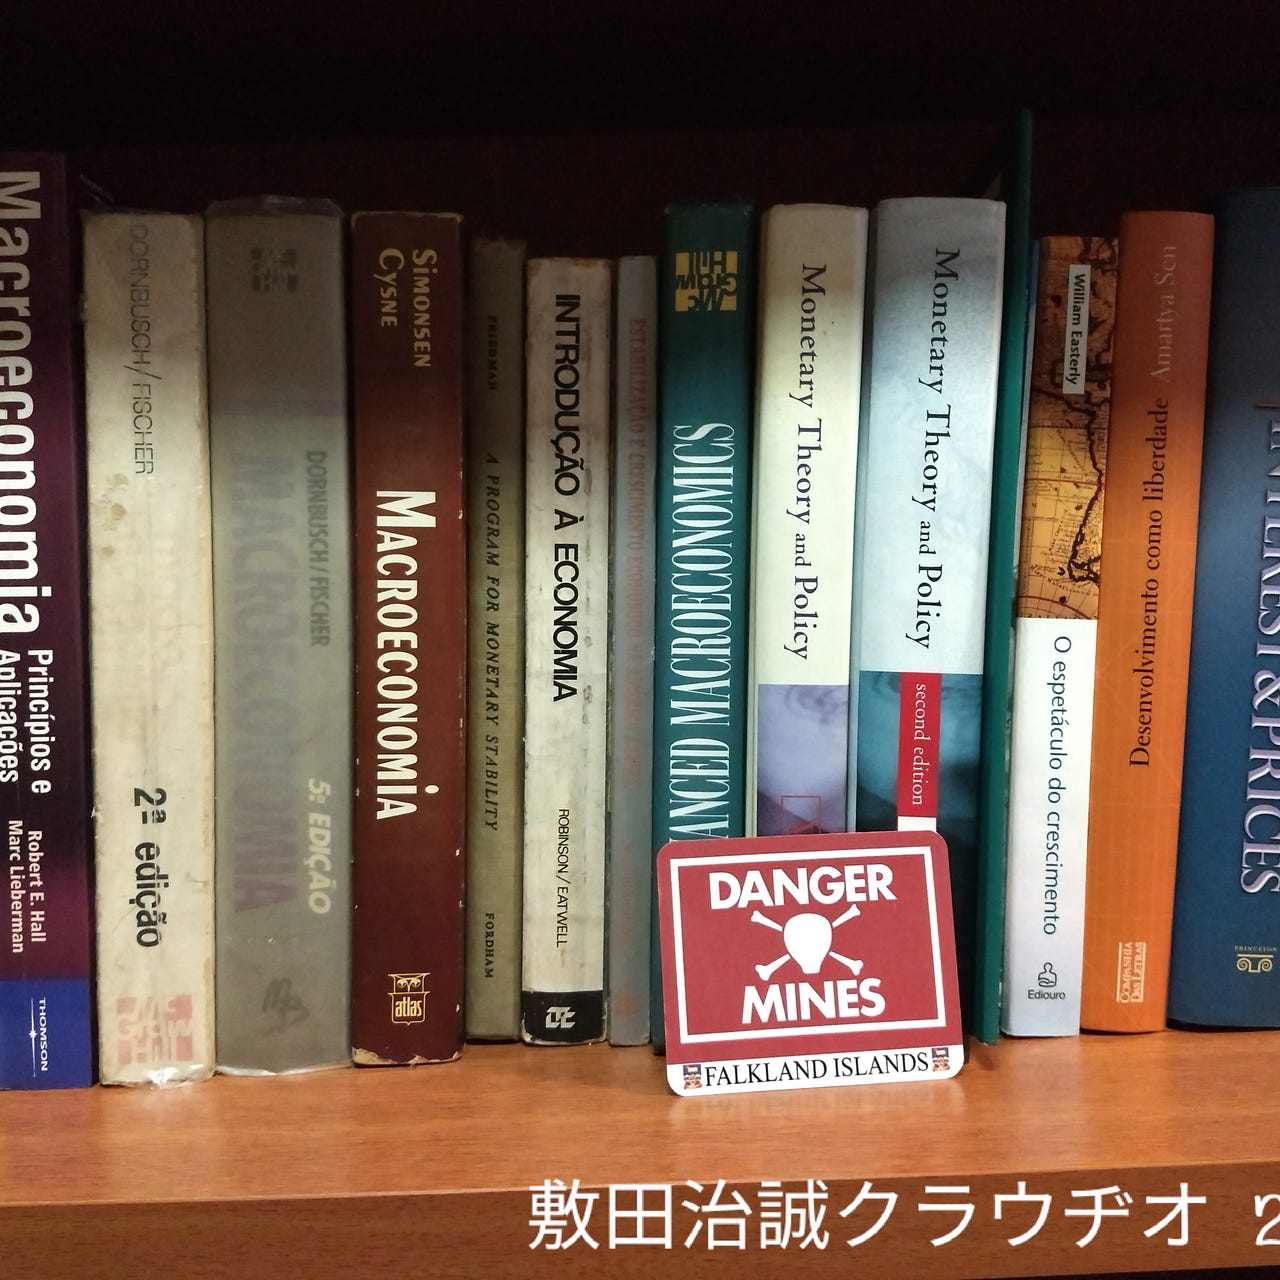 Macroeconomia
Princípios e
Aplicações
Robert E. Hall
Marc Lieberman
THOMSON
DORNBUSCH/FISCHER
2ª edição
DORNBUSCH/FISCHER
MACROECONOMIA
5ª EDIÇÃO
SIMONSEN
CYSNE
MACROECONOMIA
atlas
FRIEDMAN
A PROGRAM FOR MONETARY STABILITY
FORDHAM
INTRODUÇÃO À ECONOMIA
ROBINSON/EATWELL
ESTABILIZAÇÃO E CRESCIMENTO ECONÔMICO
Mc
Graw
Hill
ANCED MACROECONOMICS
Monetary Theory and Policy
Monetary Theory and Policy
second edition
William Easterly
O espetáculo do crescimento
Ediouro
Amartya Sen
Desenvolvimento como liberdade
COMPANHIA
DAS LETRAS
INTEREST & PRICES
PRINCETON
DANGER
MINES
FALKLAND ISLANDS
敷田治誠クラウヂオ 2